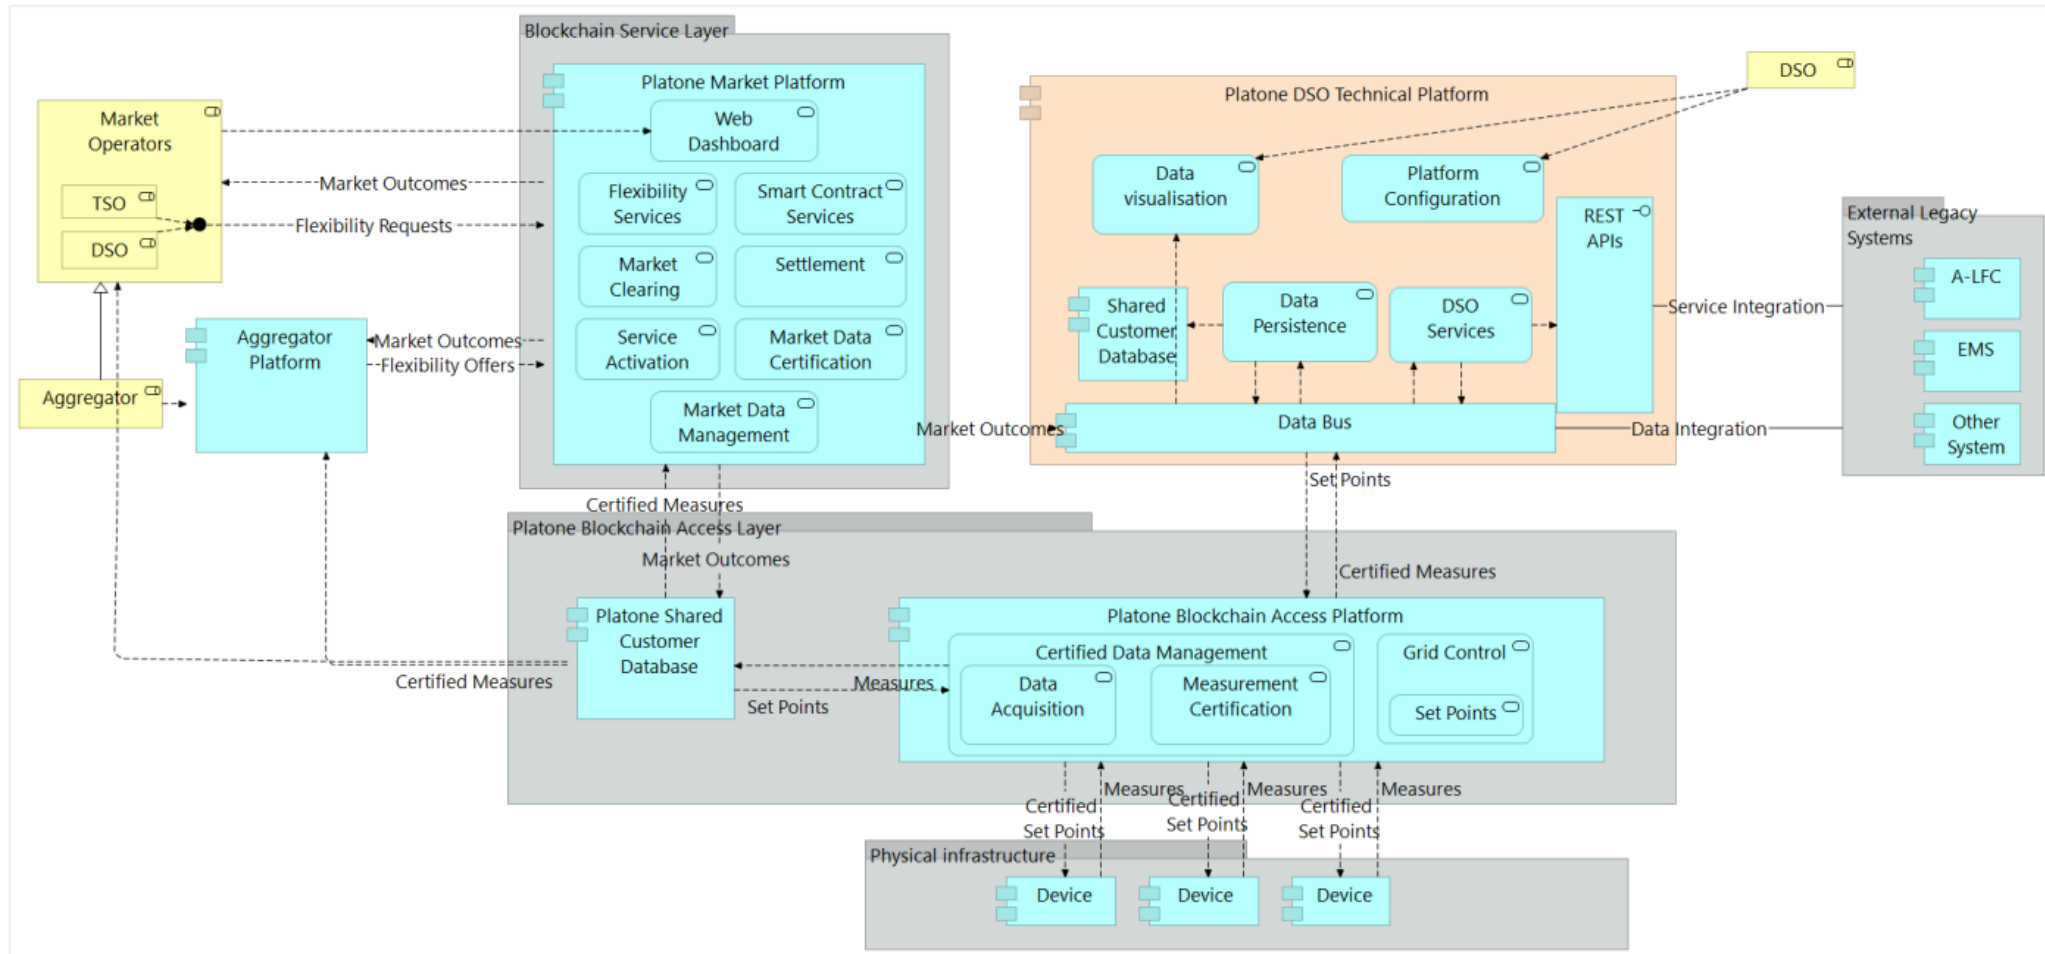 Blockchain Service Layer
Platone Market Platform
Web
Dashboard
Flexibility
Services
Smart Contract
Services
Market
Clearing
Settlement
Service
Activation
Market Data
Certification
Market Data
Management
Market
Operators
TSO
DSO
Market Outcomes
Flexibility Requests
Aggregator
Platform
Aggregator
Market Outcomes
Flexibility Offers
Platone DSO Technical Platform
DSO
Data
visualisation
Platform
Configuration
REST
APIs
Shared
Customer
Database
Data
Persistence
DSO
Services
Data Bus
Market Outcomes
Service Integration
Data Integration
External Legacy
Systems
A-LFC
EMS
Other
System
Set Points
Certified Measures
Certified Measures
Platone Blockchain Access Layer
Market Outcomes
Platone Shared
Customer
Database
Certified Measures
Measures
Set Points
Platone Blockchain Access Platform
Certified Data Management
Data
Acquisition
Measurement
Certification
Grid Control
Set Points
Measures
Certified
Set Points
Measures
Certified
Set Points
Measures
Certified
Set Points
Physical infrastructure
Device
Device
Device